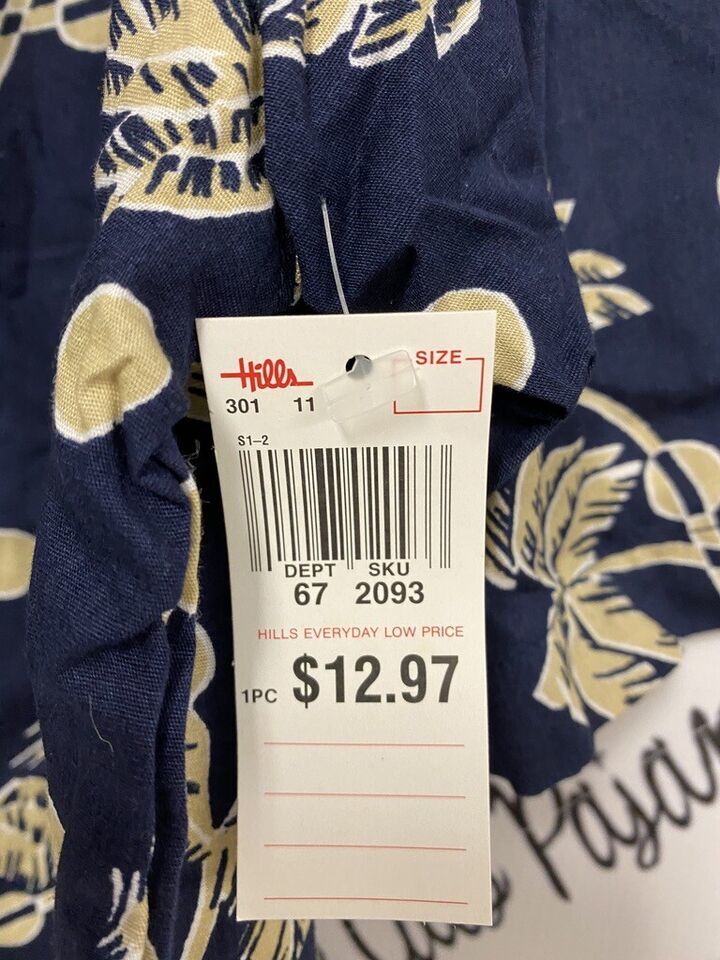 Hills
SIZE
301 11
S1–2
DEPT SKU
67 2093
HILLS EVERYDAY LOW PRICE
1PC $12.97